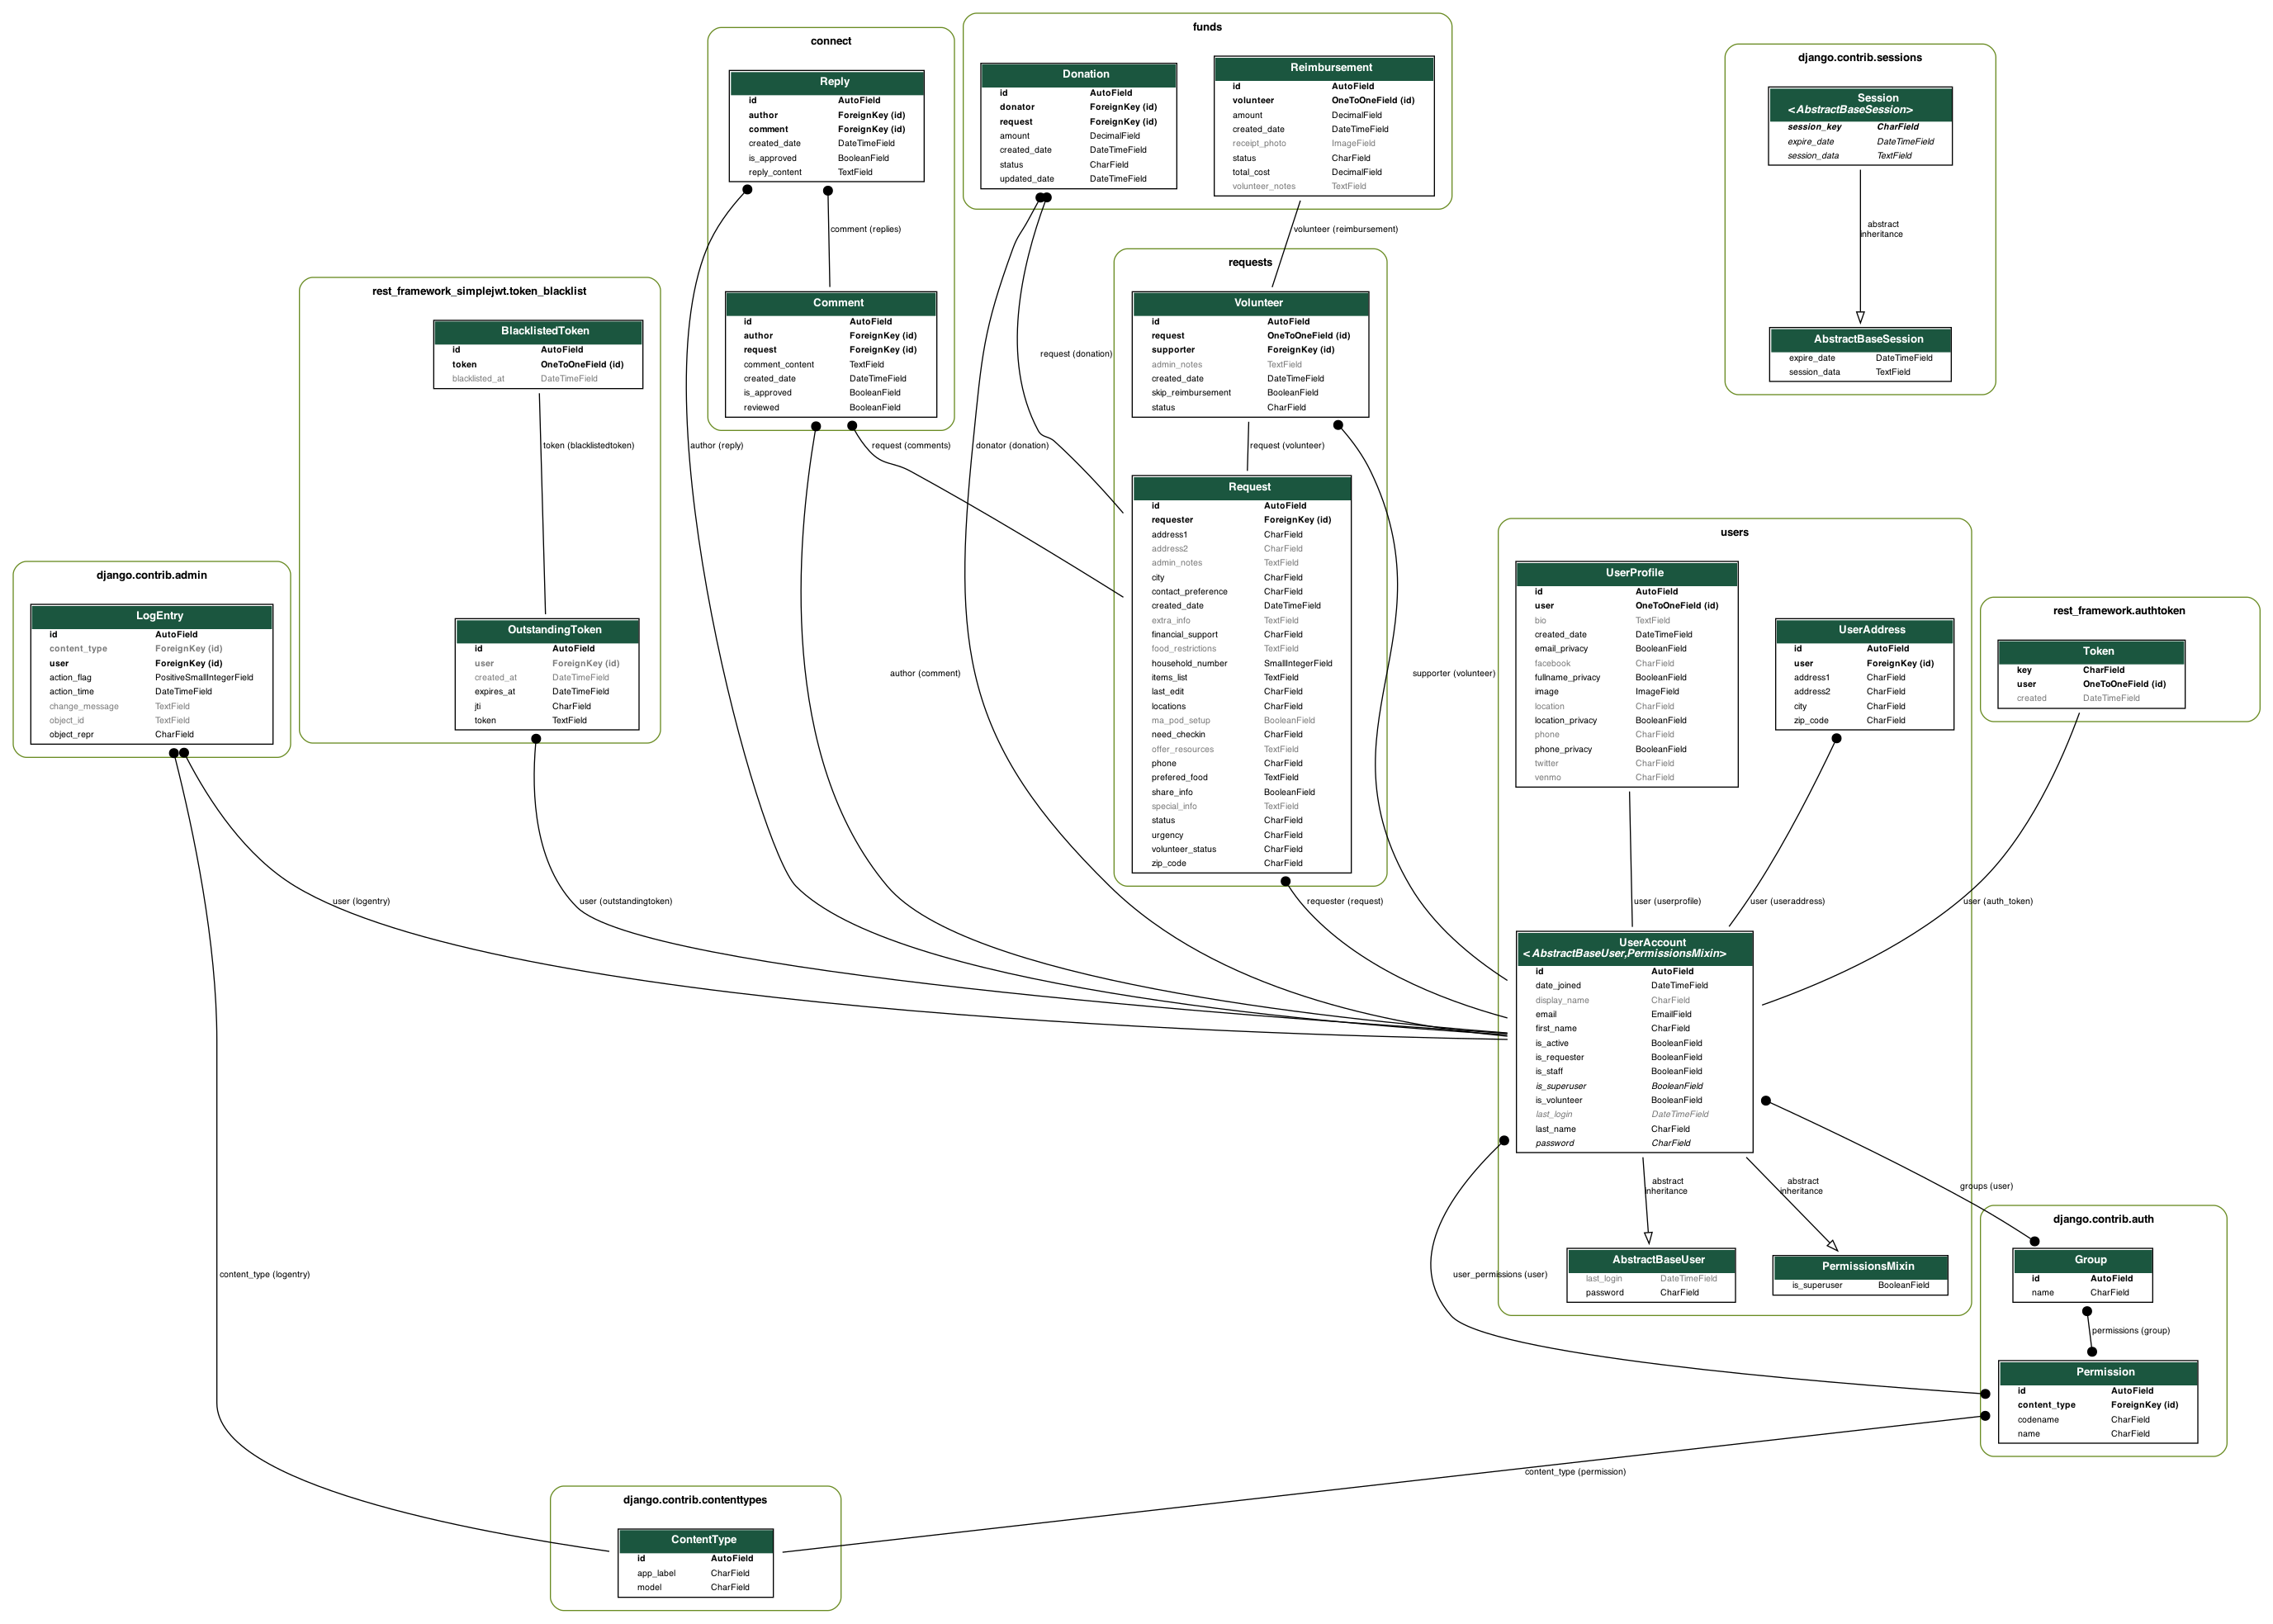 connect
Reply
id AutoField
author ForeignKey (id)
comment ForeignKey (id)
created_date DateTimeField
is_approved BooleanField
reply_content TextField
comment (replies)
Comment
id AutoField
author ForeignKey (id)
request ForeignKey (id)
comment_content TextField
created_date DateTimeField
is_approved BooleanField
reviewed BooleanField
funds
Donation
id AutoField
donator ForeignKey (id)
request ForeignKey (id)
amount DecimalField
created_date DateTimeField
status CharField
updated_date DateTimeField
Reimbursement
id AutoField
volunteer OneToOneField (id)
amount DecimalField
created_date DateTimeField
receipt_photo ImageField
status CharField
total_cost DecimalField
volunteer_notes TextField
volunteer (reimbursement)
django.contrib.sessions
Session
<AbstractBaseSession>
session_key CharField
expire_date DateTimeField
session_data TextField
abstract
inheritance
AbstractBaseSession
expire_date DateTimeField
session_data TextField
requests
Volunteer
id AutoField
request OneToOneField (id)
supporter ForeignKey (id)
admin_notes TextField
created_date DateTimeField
skip_reimbursement BooleanField
status CharField
request (donation)
author (reply)
request (comments)
donator (donation)
request (volunteer)
Request
id AutoField
requester ForeignKey (id)
address1 CharField
address2 CharField
admin_notes TextField
city CharField
contact_preference CharField
created_date DateTimeField
extra_info TextField
financial_support CharField
food_restrictions TextField
household_number SmallIntegerField
items_list TextField
last_edit CharField
locations CharField
ma_pod_setup BooleanField
need_checkin CharField
offer_resources TextField
phone CharField
prefered_food TextField
share_info BooleanField
special_info TextField
status CharField
urgency CharField
volunteer_status CharField
zip_code CharField
author (comment)
supporter (volunteer)
requester (request)
rest_framework_simplejwt.token_blacklist
BlacklistedToken
id AutoField
token OneToOneField (id)
blacklisted_at DateTimeField
token (blacklistedtoken)
OutstandingToken
id AutoField
user ForeignKey (id)
created_at DateTimeField
expires_at DateTimeField
jti CharField
token TextField
user (outstandingtoken)
django.contrib.admin
LogEntry
id AutoField
content_type ForeignKey (id)
user ForeignKey (id)
action_flag PositiveSmallIntegerField
action_time DateTimeField
change_message TextField
object_id TextField
object_repr CharField
user (logentry)
content_type (logentry)
users
UserProfile
id AutoField
user OneToOneField (id)
bio TextField
created_date DateTimeField
email_privacy BooleanField
facebook CharField
fullname_privacy BooleanField
image ImageField
location CharField
location_privacy BooleanField
phone CharField
phone_privacy BooleanField
twitter CharField
venmo CharField
UserAddress
id AutoField
user ForeignKey (id)
address1 CharField
address2 CharField
city CharField
zip_code CharField
rest_framework.authtoken
Token
key CharField
user OneToOneField (id)
created DateTimeField
user (userprofile)
user (useraddress)
user (auth_token)
UserAccount
<AbstractBaseUser,PermissionsMixin>
id AutoField
date_joined DateTimeField
display_name CharField
email EmailField
first_name CharField
is_active BooleanField
is_requester BooleanField
is_staff BooleanField
is_superuser BooleanField
is_volunteer BooleanField
last_login DateTimeField
last_name CharField
password CharField
abstract
inheritance
abstract
inheritance
groups (user)
user_permissions (user)
AbstractBaseUser
last_login DateTimeField
password CharField
PermissionsMixin
is_superuser BooleanField
django.contrib.auth
Group
id AutoField
name CharField
permissions (group)
Permission
id AutoField
content_type ForeignKey (id)
codename CharField
name CharField
content_type (permission)
django.contrib.contenttypes
ContentType
id AutoField
app_label CharField
model CharField